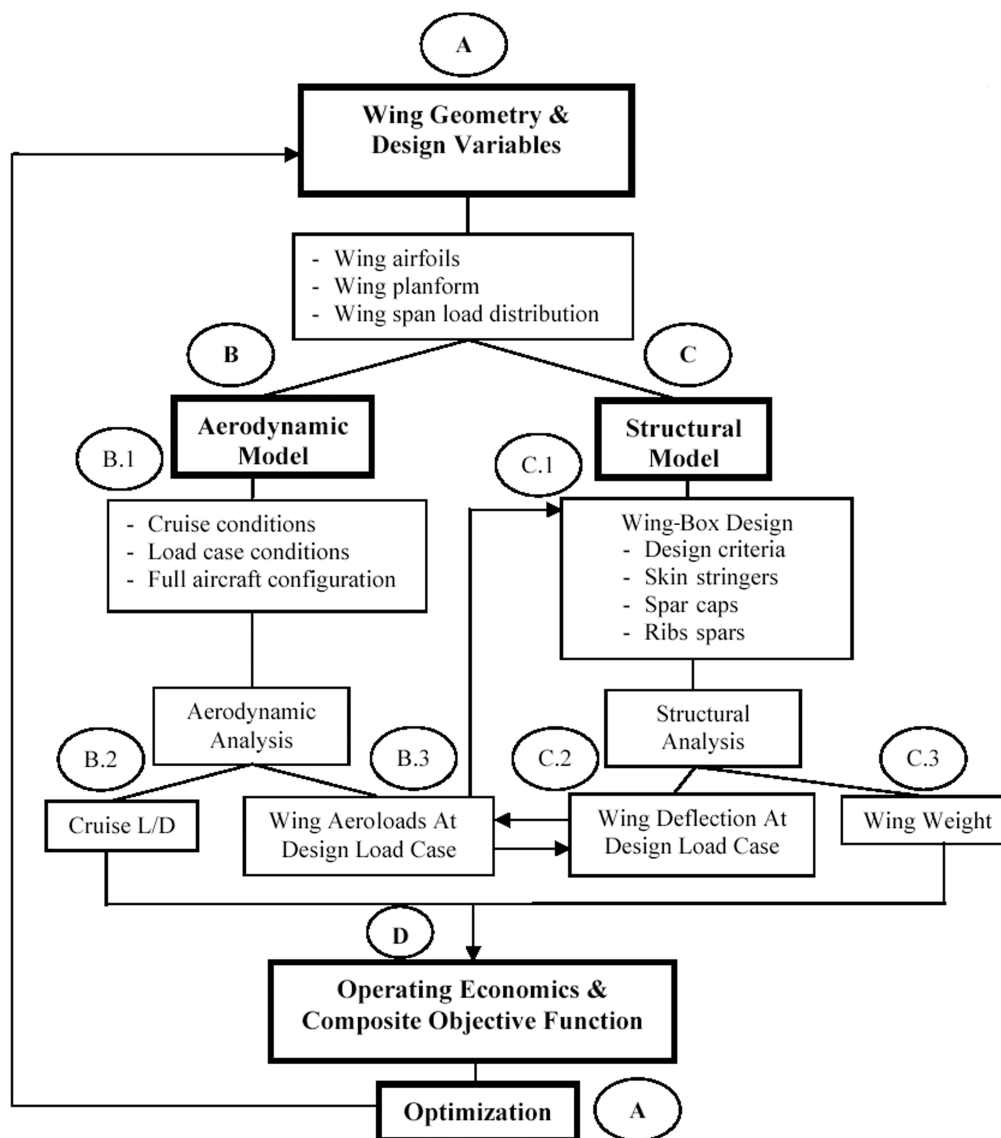 A
Wing Geometry &
Design Variables
- Wing airfoils
- Wing planform
- Wing span load distribution
B
C
Aerodynamic
Model
Structural
Model
B.1
C.1
- Cruise conditions
- Load case conditions
- Full aircraft configuration
Wing-Box Design
- Design criteria
- Skin stringers
- Spar caps
- Ribs spars
Aerodynamic
Analysis
Structural
Analysis
B.2
B.3
C.2
C.3
Cruise L/D
Wing Aeroloads At
Design Load Case
Wing Deflection At
Design Load Case
Wing Weight
D
Operating Economics &
Composite Objective Function
Optimization
A